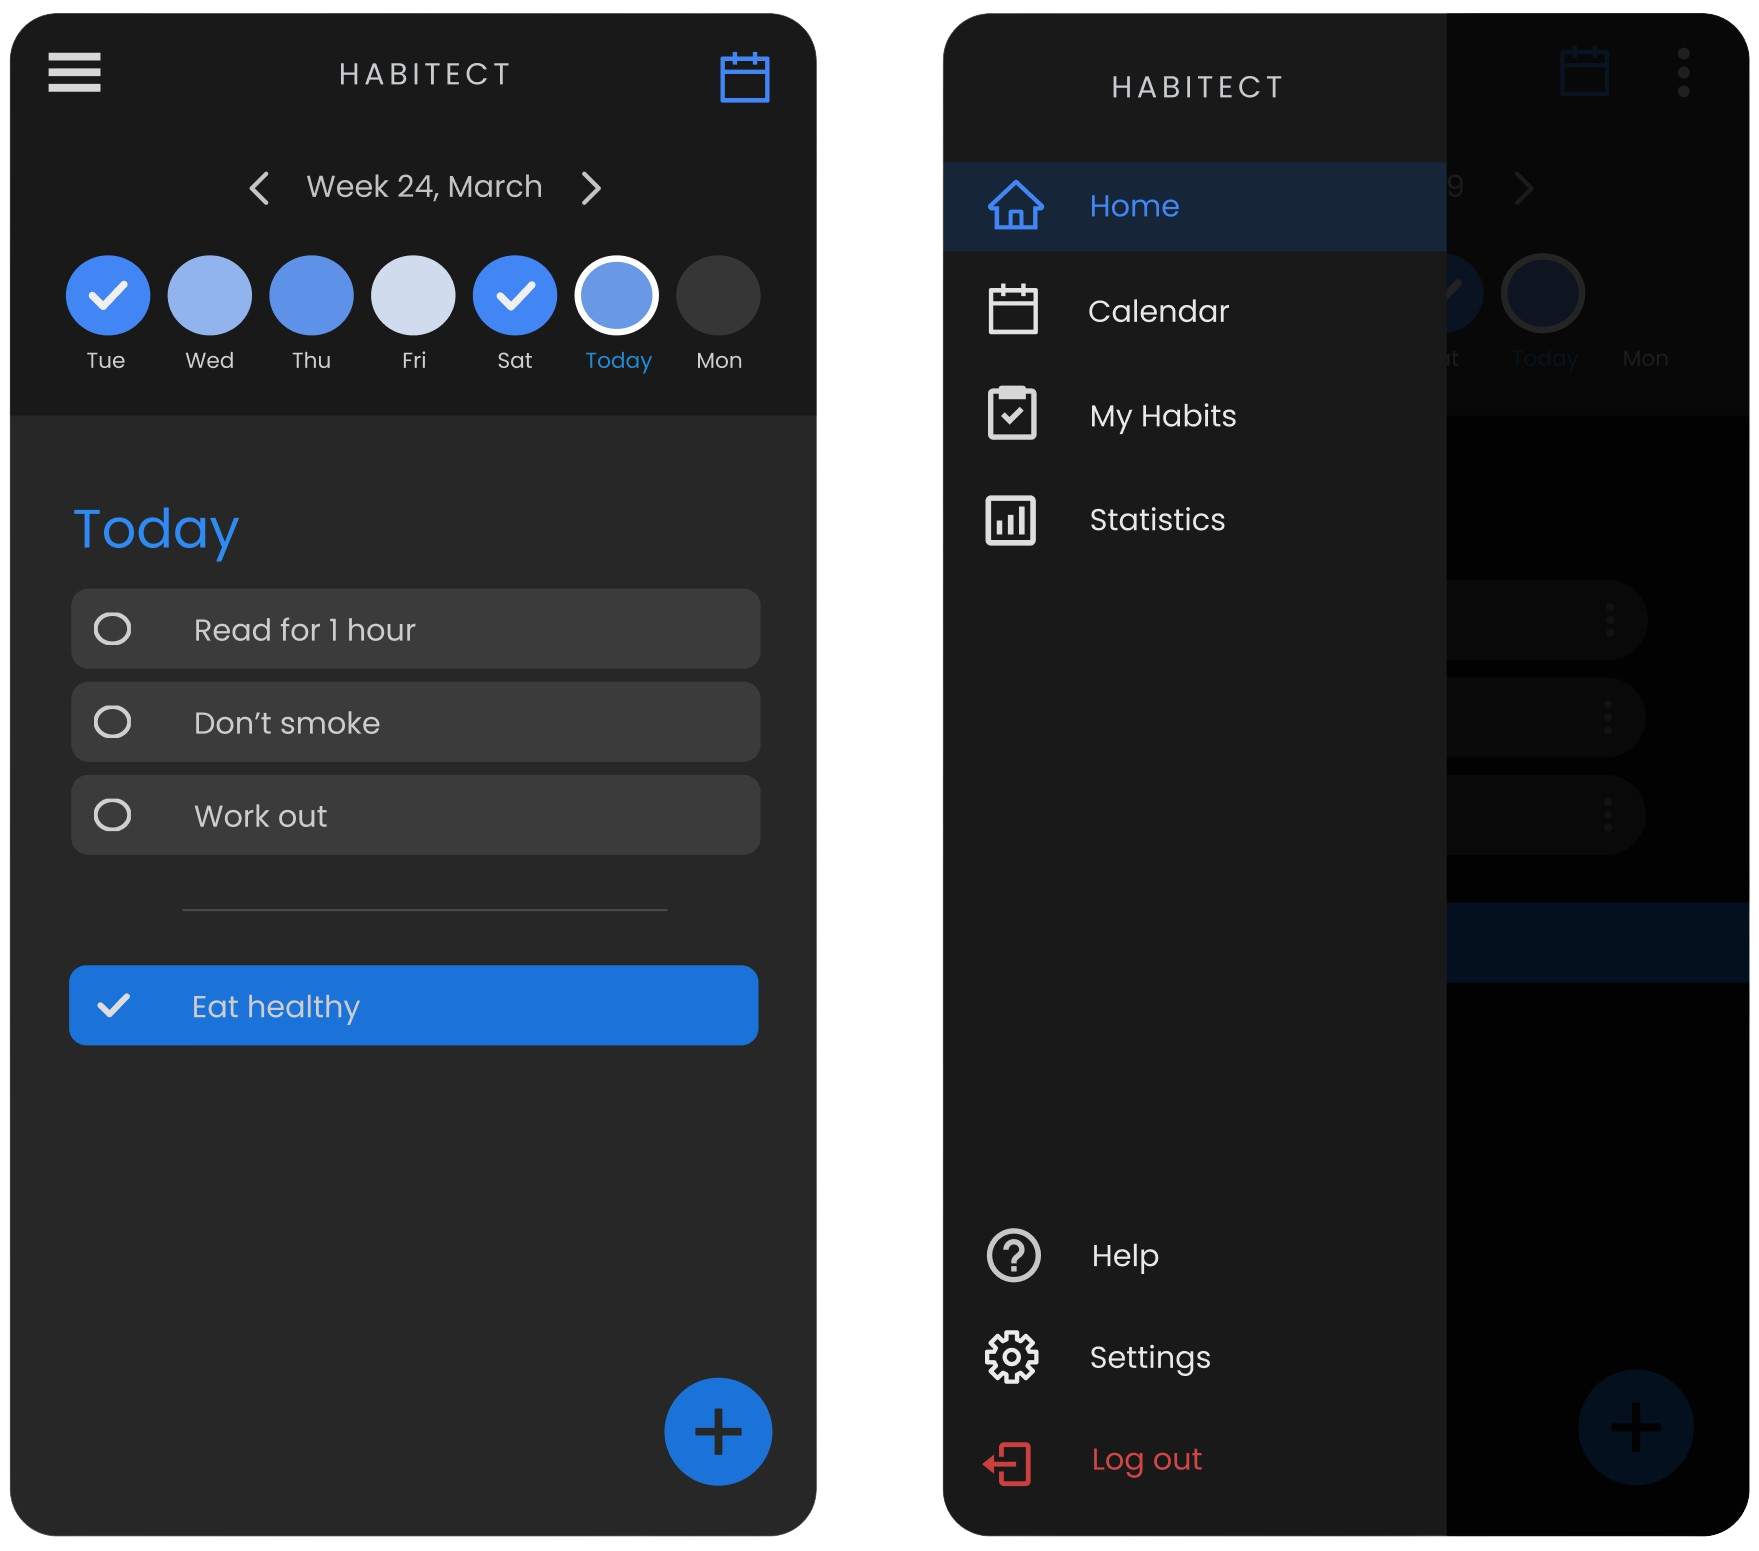 HABITECT
Week 24, March
Tue Wed Thu Fri Sat Today Mon
Today
Read for 1 hour
Don’t smoke
Work out
Eat healthy
HABITECT
Home
Calendar
My Habits
Statistics
Help
Settings
Log out
9
Today Mon